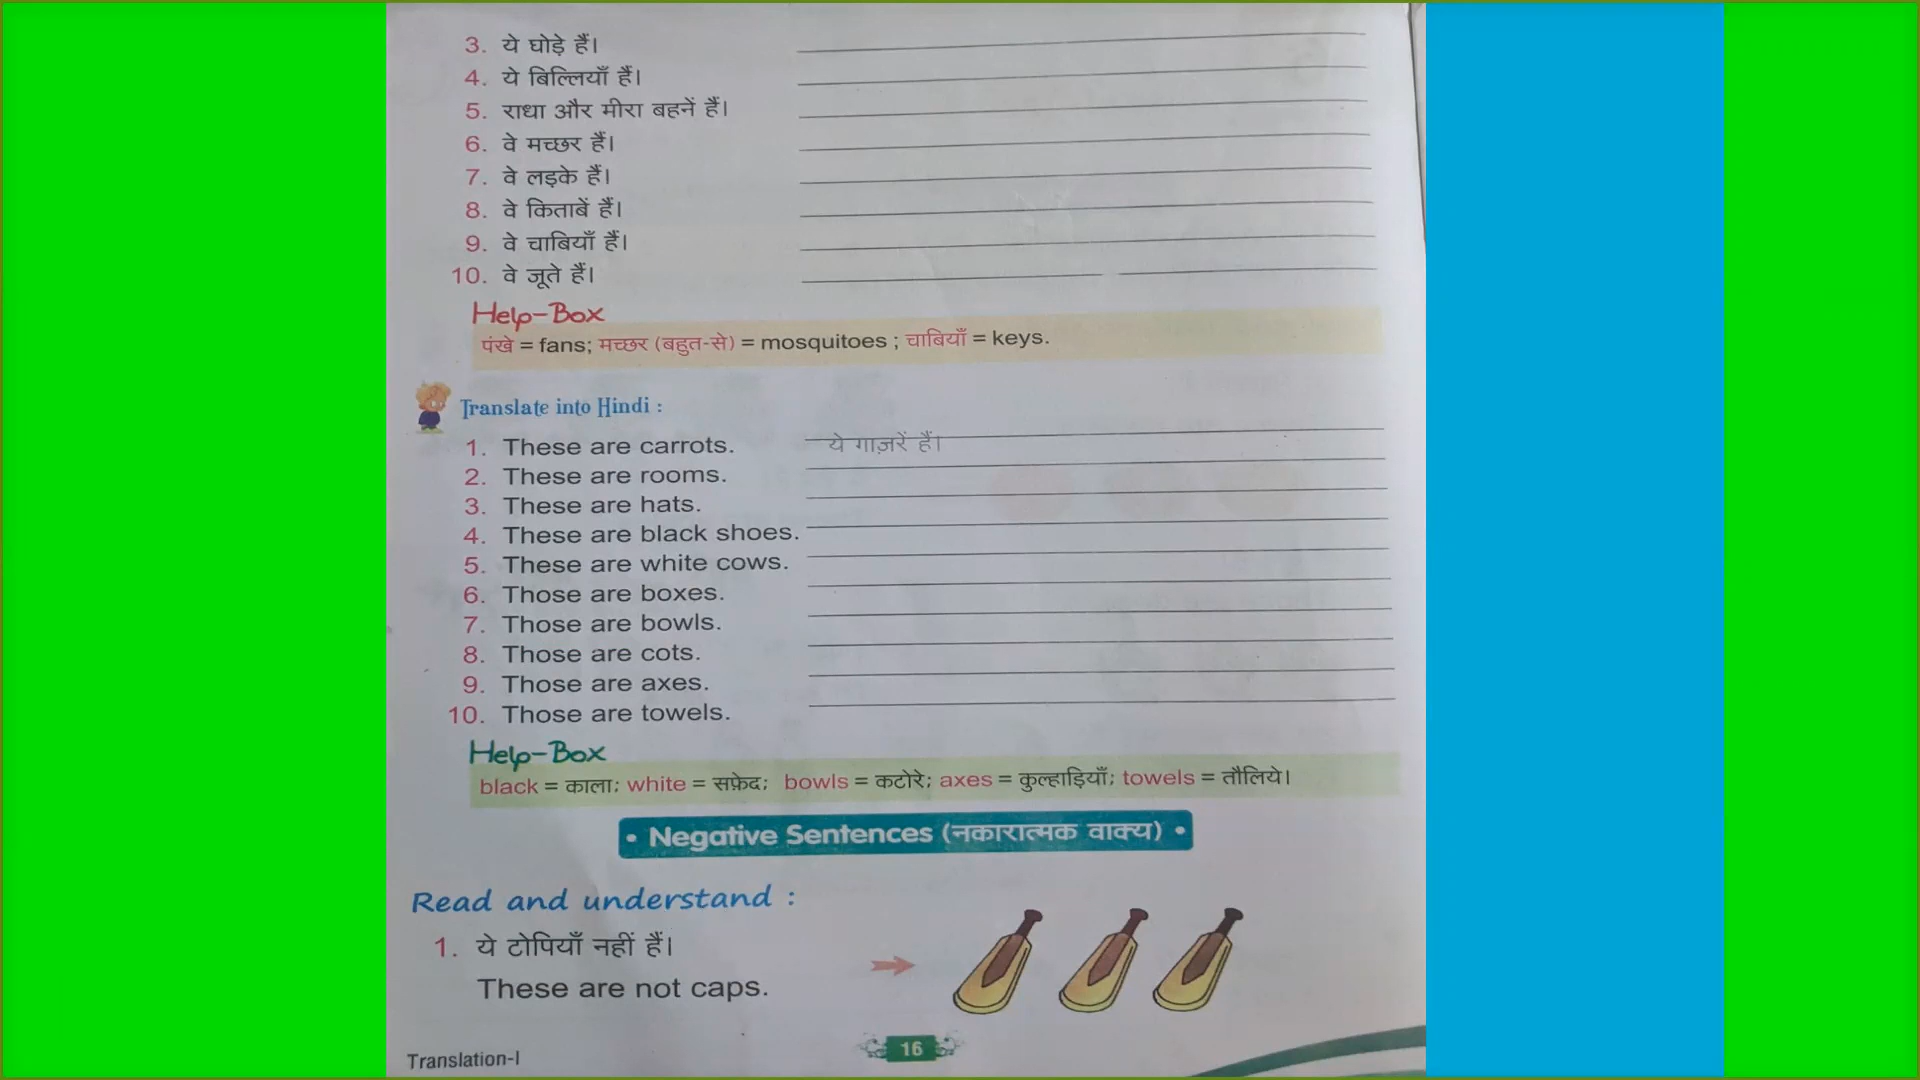 3. ये घोड़े हैं।
4. ये बिल्लियाँ हैं।
5. राधा और मीरा बहनें हैं।
6. वे मच्छर हैं।
7. वे लड़के हैं।
8. वे किताबें हैं।
9. वे चाबियाँ हैं।
10. वे जूते हैं।
Help-Box
पंखे = fans; मच्छर (बहुत-से) = mosquitoes ; चाबियाँ = keys.
Translate into Hindi :
1. These are carrots. ये गाज़रें हैं।
2. These are rooms.
3. These are hats.
4. These are black shoes.
5. These are white cows.
6. Those are boxes.
7. Those are bowls.
8. Those are cots.
9. Those are axes.
10. Those are towels.
Help-Box
black = काला; white = सफ़ेद; bowls = कटोरे; axes = कुल्हाड़ियाँ; towels = तौलिये।
• Negative Sentences (नकारात्मक वाक्य) •
Read and understand :
1. ये टोपियाँ नहीं हैं।
These are not caps.
16
Translation-I